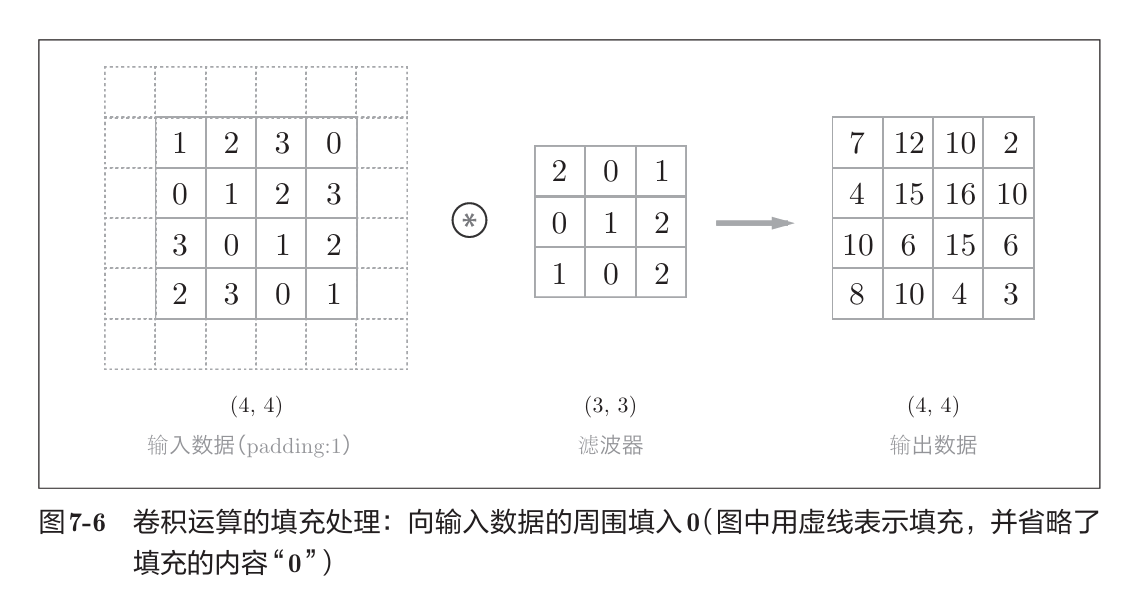 1 2 3 0
0 1 2 3
3 0 1 2
2 3 0 1
*
2 0 1
0 1 2
1 0 2
7 12 10 2
4 15 16 10
10 6 15 6
8 10 4 3
(4, 4) (3, 3) (4, 4)
输入数据(padding:1) 滤波器 输出数据
图7-6 卷积运算的填充处理：向输入数据的周围填入0(图中用虚线表示填充，并省略了
填充的内容“0”)